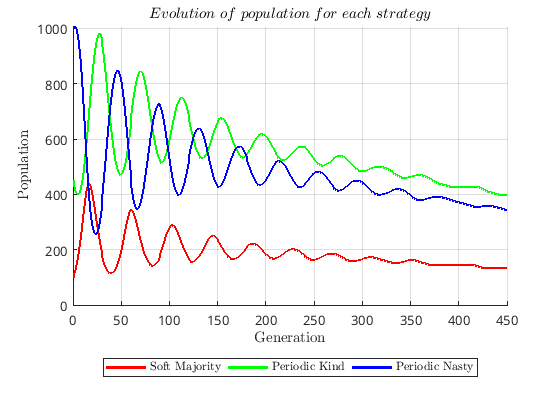 Evolution of population for each strategy
Population
1000
800
600
400
200
0
0 50 100 150 200 250 300 350 400 450
Generation
Soft Majority Periodic Kind Periodic Nasty